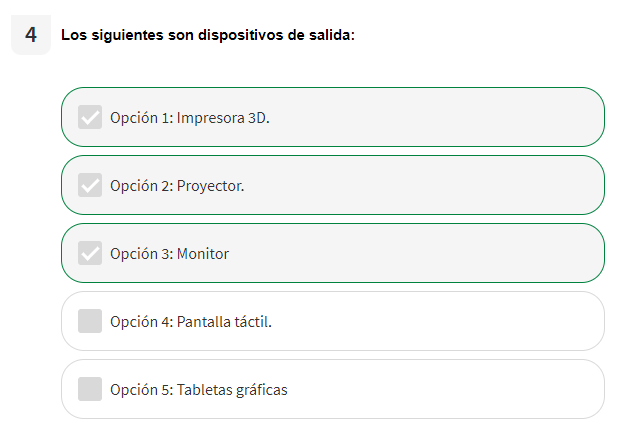 4
Los siguientes son dispositivos de salida:
Opción 1: Impresora 3D.
Opción 2: Proyector.
Opción 3: Monitor
Opción 4: Pantalla táctil.
Opción 5: Tabletas gráficas